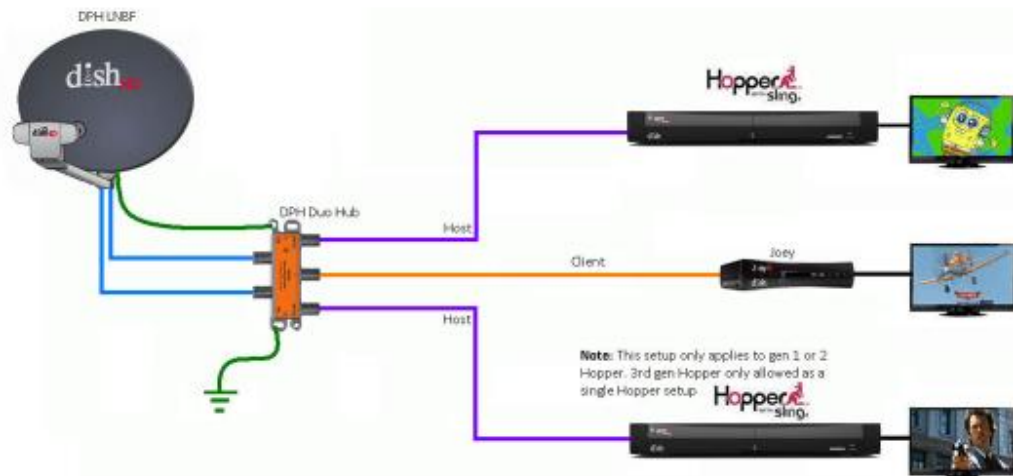 DPH LNBF
dish
Hopper
sling.
DPH Duo Hub
Host
Client
Joey
Host
Note: This setup only applies to gen 1 or 2
Hopper. 3rd gen Hopper only allowed as a
single Hopper setup
Hopper
sling.